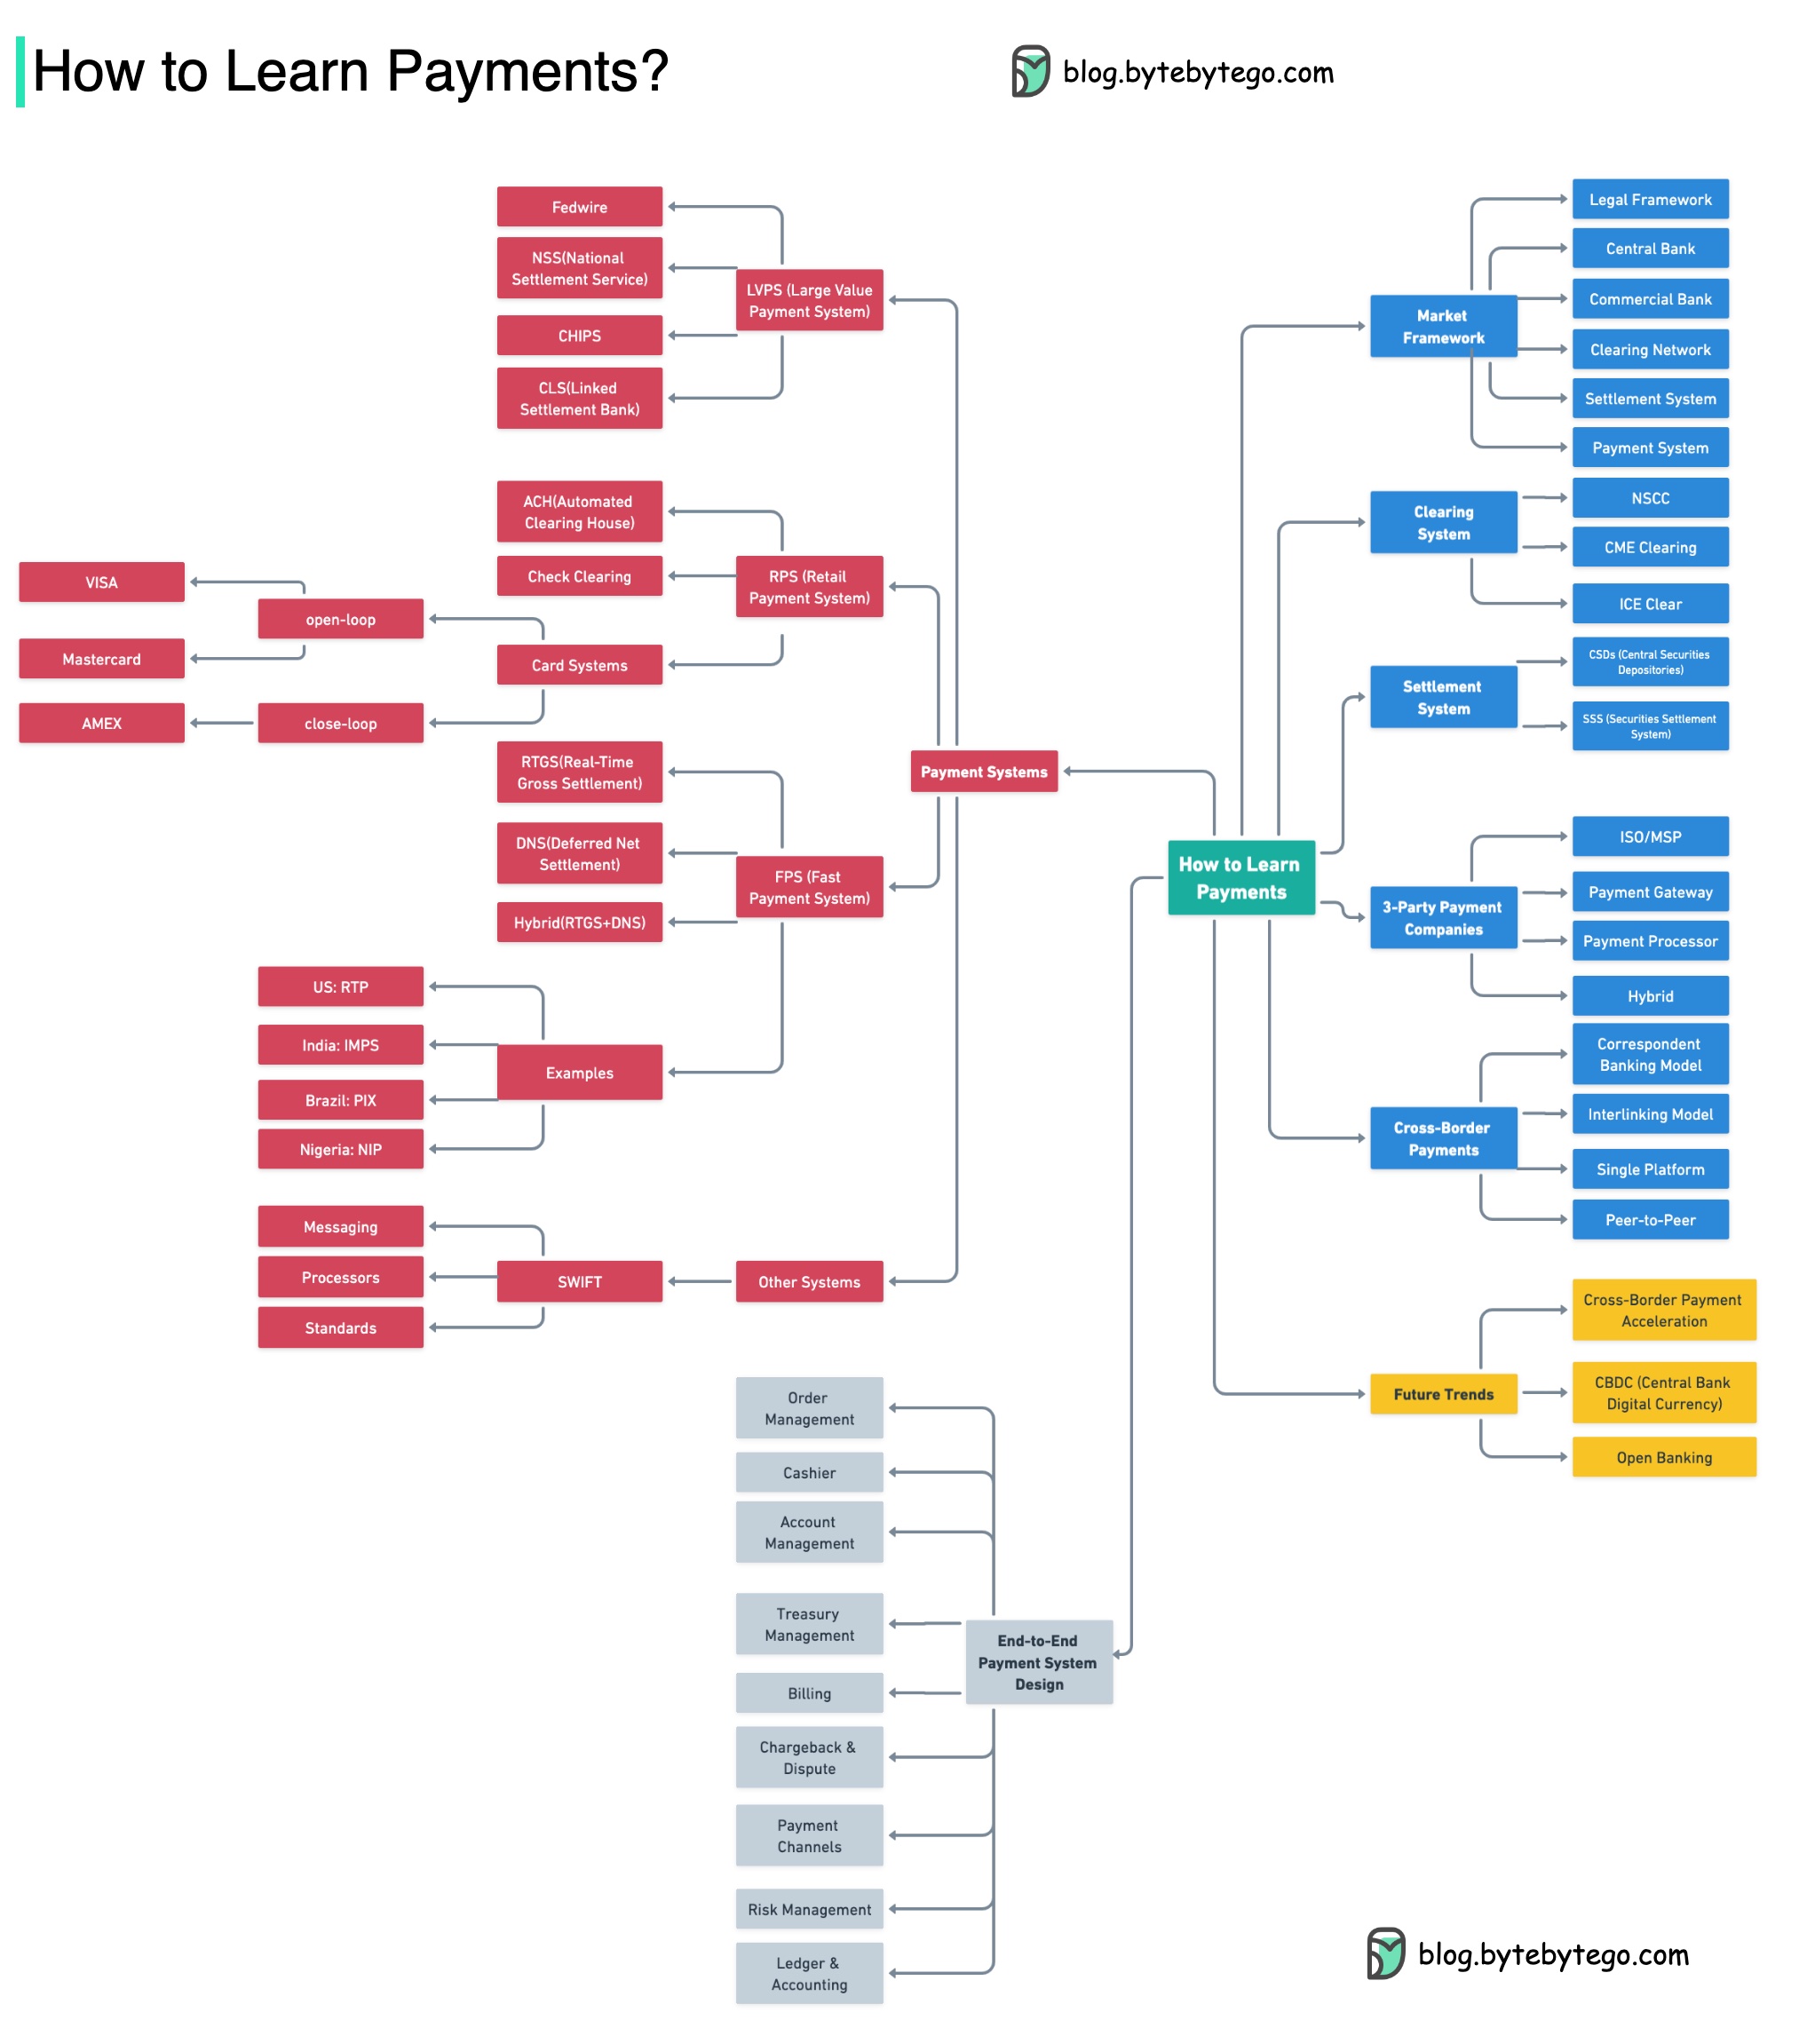 How to Learn Payments?
blog.bytebytego.com
Fedwire
NSS(National
Settlement Service)
CHIPS
CLS(Linked
Settlement Bank)
LVPS (Large Value
Payment System)
ACH(Automated
Clearing House)
Check Clearing
Card Systems
RPS (Retail
Payment System)
VISA
Mastercard
AMEX
open-loop
close-loop
RTGS(Real-Time
Gross Settlement)
DNS(Deferred Net
Settlement)
Hybrid(RTGS+DNS)
FPS (Fast
Payment System)
US: RTP
India: IMPS
Brazil: PIX
Nigeria: NIP
Examples
Messaging
Processors
Standards
SWIFT
Other Systems
Payment Systems
How to Learn
Payments
Market
Framework
Legal Framework
Central Bank
Commercial Bank
Clearing Network
Settlement System
Payment System
Clearing
System
NSCC
CME Clearing
ICE Clear
Settlement
System
CSDs (Central Securities
Depositories)
SSS (Securities Settlement
System)
3-Party Payment
Companies
ISO/MSP
Payment Gateway
Payment Processor
Hybrid
Cross-Border
Payments
Correspondent
Banking Model
Interlinking Model
Single Platform
Peer-to-Peer
Future Trends
Cross-Border Payment
Acceleration
CBDC (Central Bank
Digital Currency)
Open Banking
Order
Management
Cashier
Account
Management
Treasury
Management
Billing
Chargeback &
Dispute
Payment
Channels
Risk Management
Ledger &
Accounting
End-to-End
Payment System
Design
blog.bytebytego.com